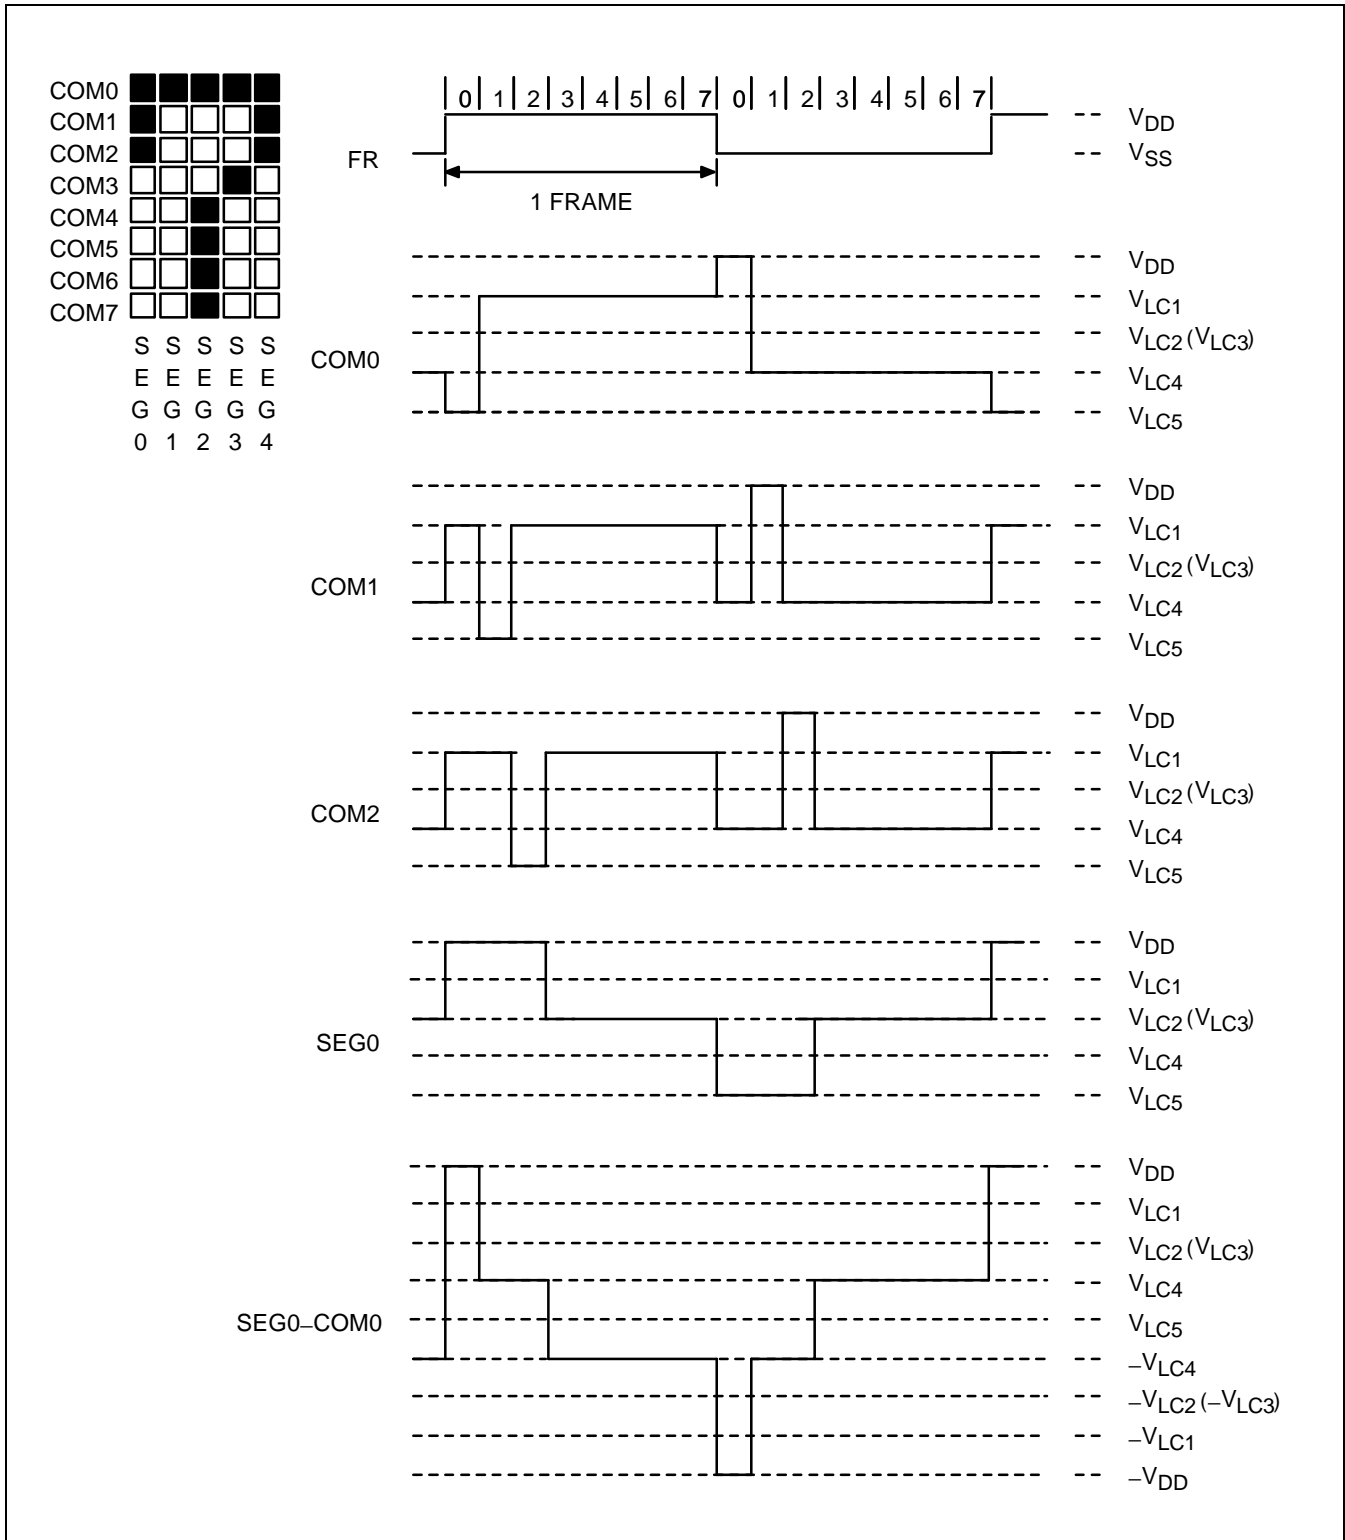 COM0
COM1
COM2
COM3
COM4
COM5
COM6
COM7
S S S S S
E E E E E
G G G G G
0 1 2 3 4
0 1 2 3 4 5 6 7 0 1 2 3 4 5 6 7
FR
VDD
VSS
1 FRAME
COM0
VDD
VLC1
VLC2 (VLC3)
VLC4
VLC5
COM1
VDD
VLC1
VLC2 (VLC3)
VLC4
VLC5
COM2
VDD
VLC1
VLC2 (VLC3)
VLC4
VLC5
SEG0
VDD
VLC1
VLC2 (VLC3)
VLC4
VLC5
SEG0–COM0
VDD
VLC1
VLC2 (VLC3)
VLC4
VLC5
–VLC4
–VLC2 (–VLC3)
–VLC1
–VDD